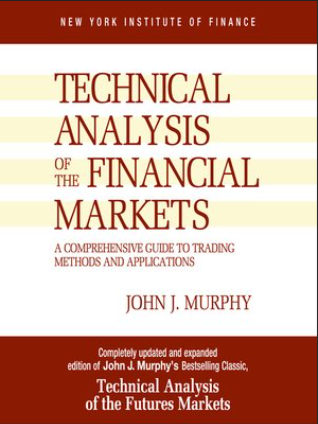 NEW YORK INSTITUTE OF FINANCE
TECHNICAL
ANALYSIS
OF THE FINANCIAL
MARKETS
A COMPREHENSIVE GUIDE TO TRADING
METHODS AND APPLICATIONS
JOHN J. MURPHY
Completely updated and expanded
edition of John J. Murphy's Bestselling Classic,
Technical Analysis
of the Futures Markets